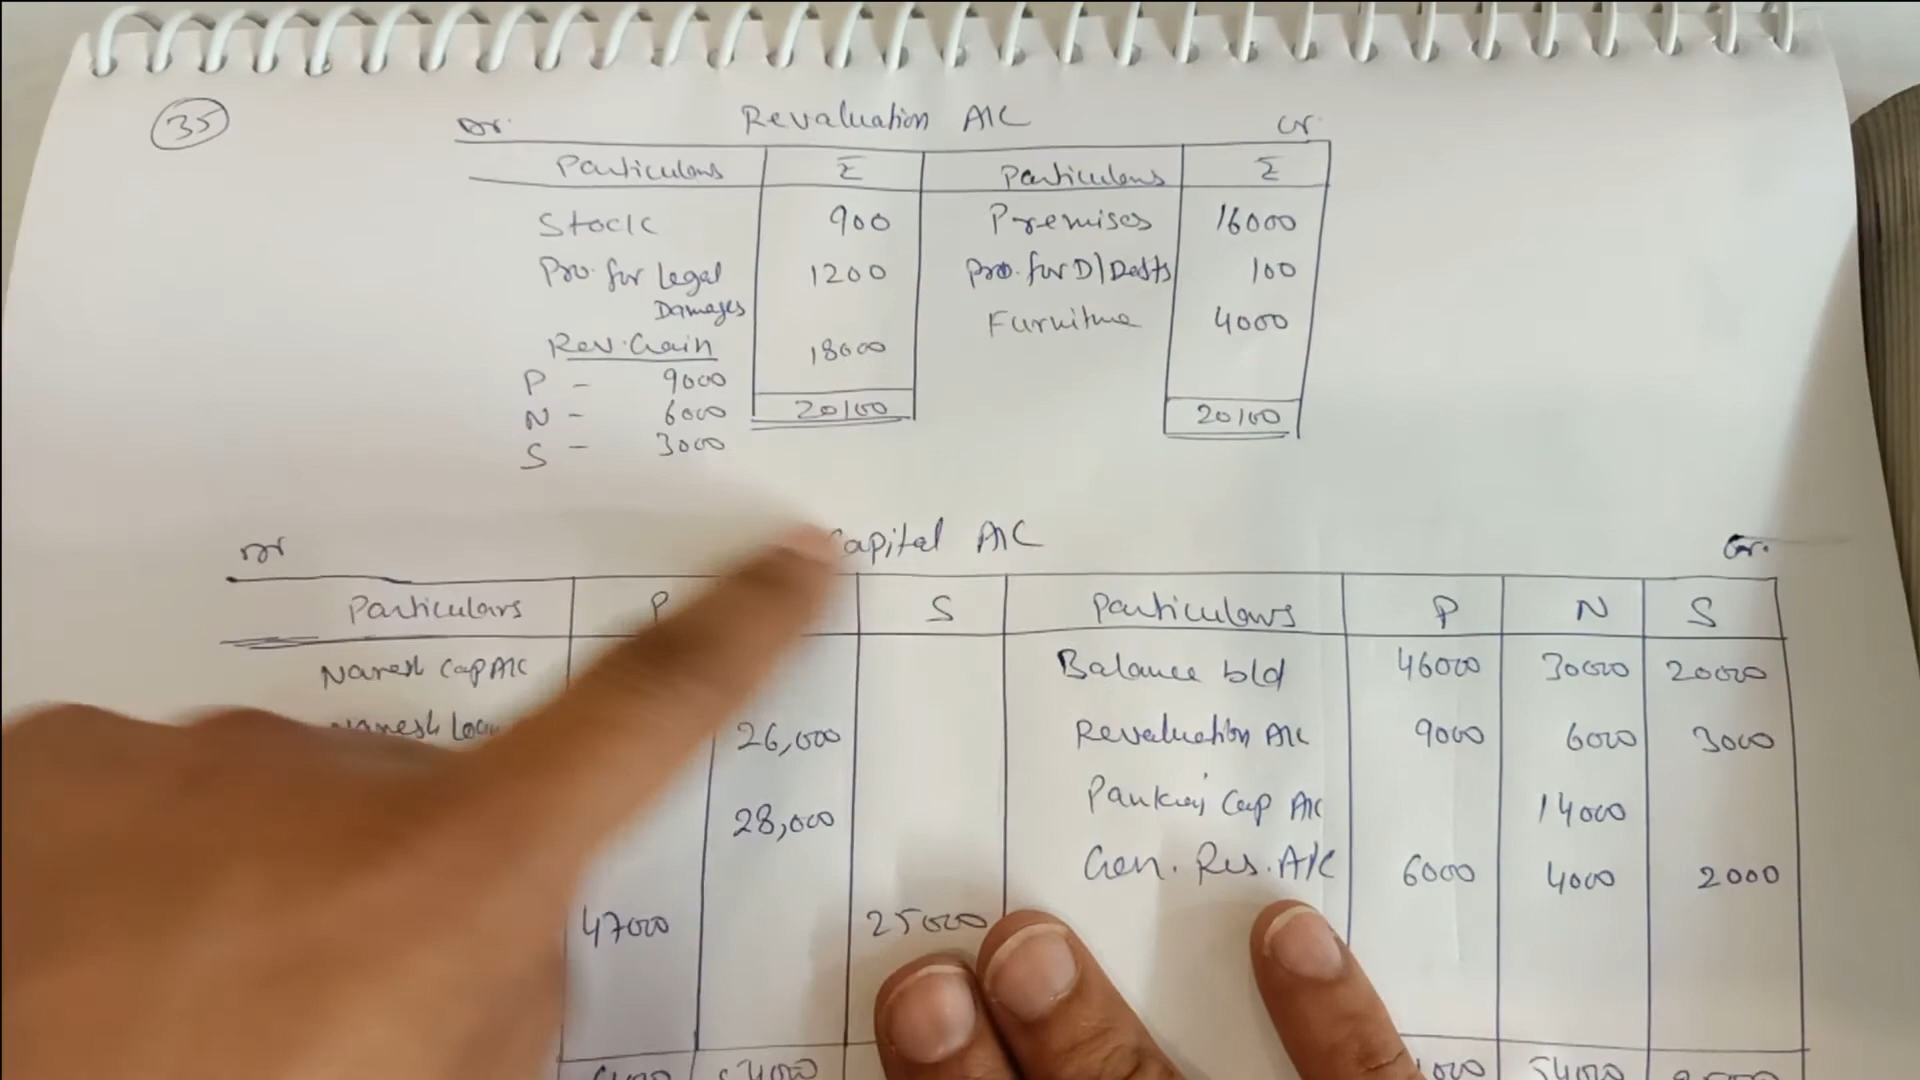 35
Dr. Revaluation A/C Cr.
Particulars ₹ Particulars ₹
Stock 900 Premises 16000
Pro. for Legal 1200 Pro. for D/Debts 100
Damages
Furniture 4000
Rev. Gain 18000
P - 9000
N - 6000 20100 20100
S - 3000
Dr Capital A/C Cr.
Particulars P S Particulars P N S
Naresh Cap A/C Balance b/d 46000 30000 20000
26,000 Revaluation A/C 9000 6000 3000
28,000 Pankaj Cap A/C 14000
Gen. Res. A/C 6000 4000 2000
47000 25000
54000 54000